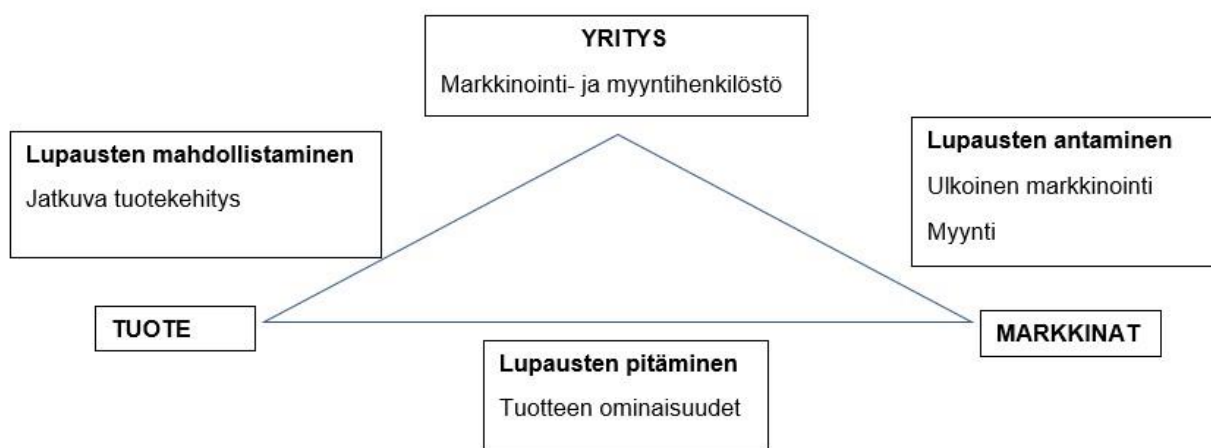 YRITYS
Markkinointi- ja myyntihenkilöstö
Lupausten mahdollistaminen
Jatkuva tuotekehitys
Lupausten antaminen
Ulkoinen markkinointi
Myynti
TUOTE
MARKKINAT
Lupausten pitäminen
Tuotteen ominaisuudet